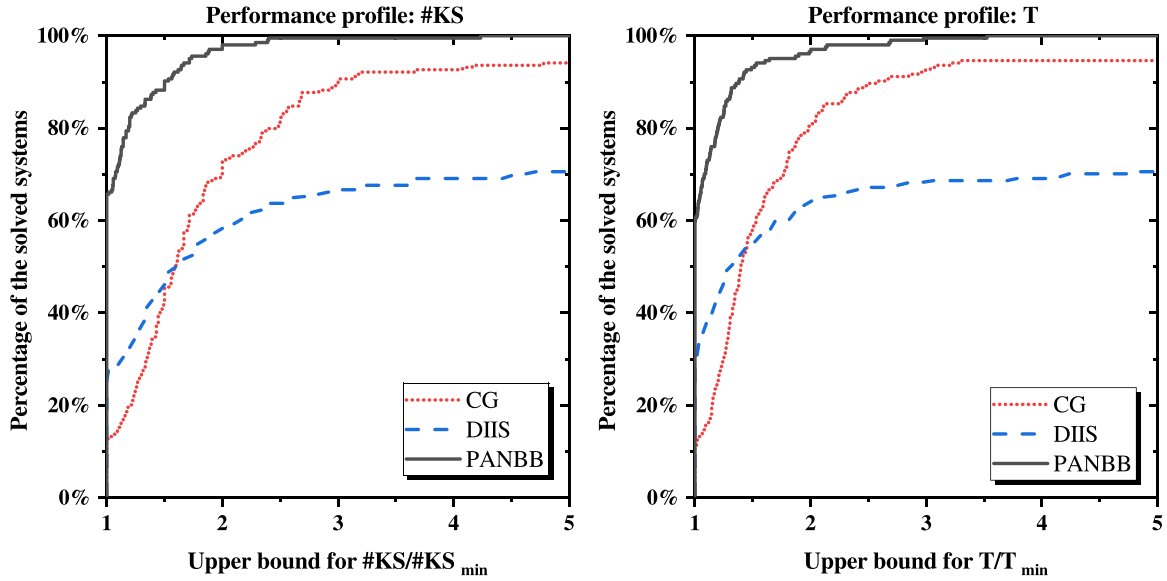 Performance profile: #KS
Percentage of the solved systems
100%
80%
60%
40%
20%
0%
1
2
3
4
5
CG
DIIS
PANBB
Upper bound for #KS/#KS min
Performance profile: T
Percentage of the solved systems
100%
80%
60%
40%
20%
0%
1
2
3
4
5
CG
DIIS
PANBB
Upper bound for T/T min